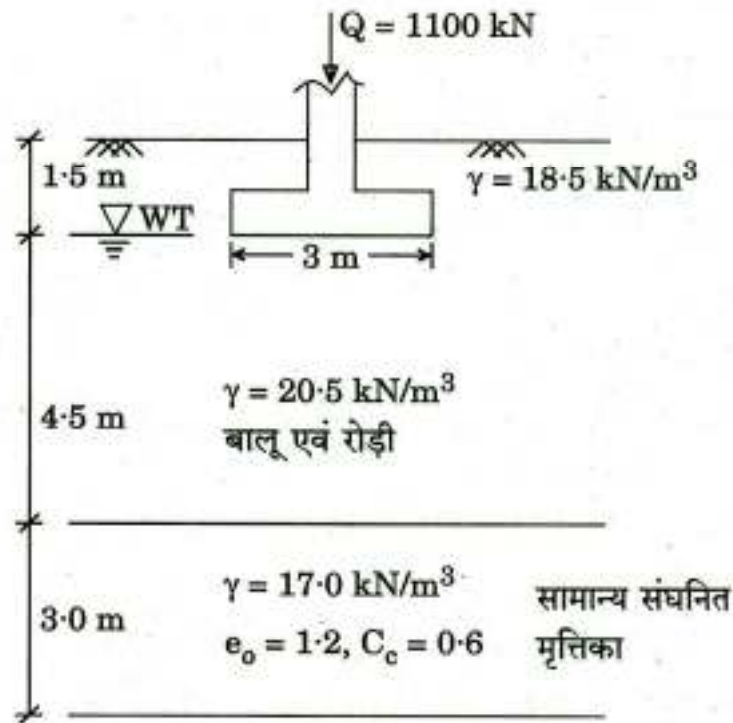 Q = 1100 kN
1·5 m
γ = 18·5 kN/m³
WT
3 m
4·5 m
γ = 20·5 kN/m³
बालू एवं रोड़ी
3·0 m
γ = 17·0 kN/m³
e₀ = 1·2, C꜀ = 0·6
सामान्य संघनित
मृत्तिका